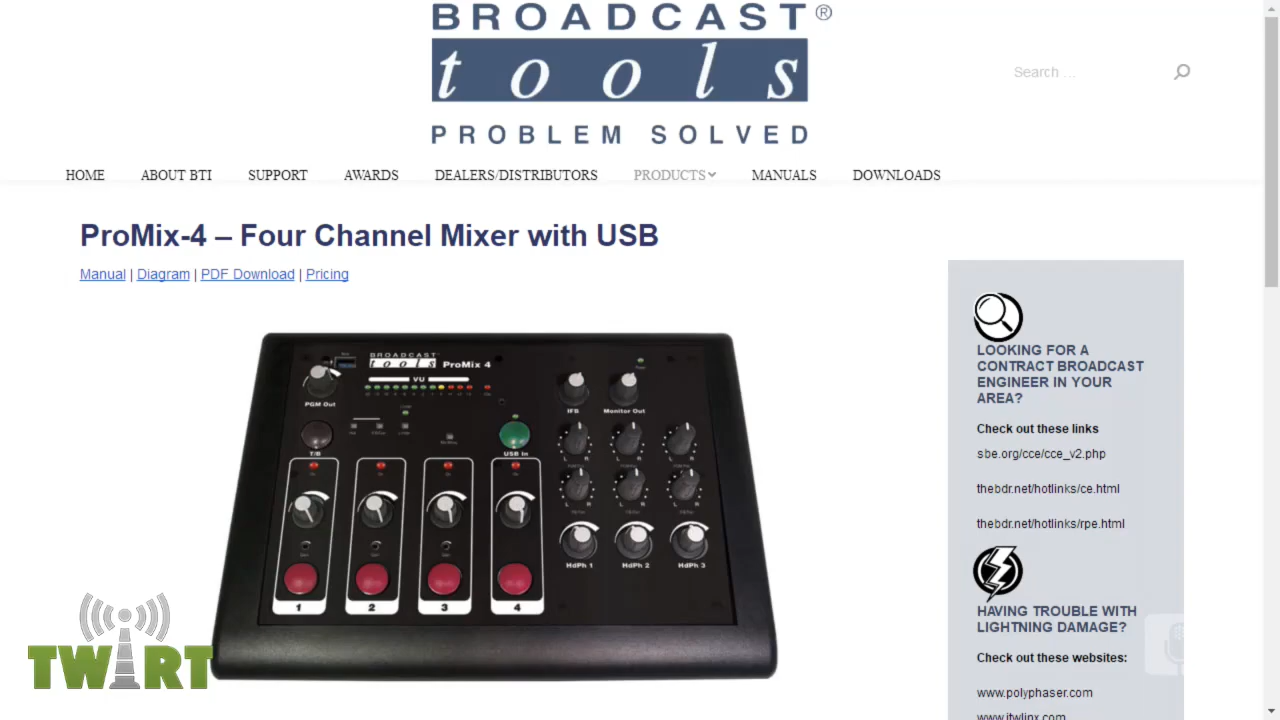 BROADCAST®
tools
PROBLEM SOLVED
Search ...
HOME ABOUT BTI SUPPORT AWARDS DEALERS/DISTRIBUTORS PRODUCTS MANUALS DOWNLOADS
ProMix-4 – Four Channel Mixer with USB
Manual | Diagram | PDF Download | Pricing
BROADCAST
tools ProMix 4
VU
PGM Out
IFB Monitor Out
T/B
USB In
L R L R L R
L R L R L R
HdPh 1 HdPh 2 HdPh 3
1 2 3 4
LOOKING FOR A
CONTRACT BROADCAST
ENGINEER IN YOUR
AREA?
Check out these links
sbe.org/cce/cce_v2.php
thebdr.net/hotlinks/ce.html
thebdr.net/hotlinks/rpe.html
HAVING TROUBLE WITH
LIGHTNING DAMAGE?
Check out these websites:
www.polyphaser.com
www.itwlinx.com
TWIRT